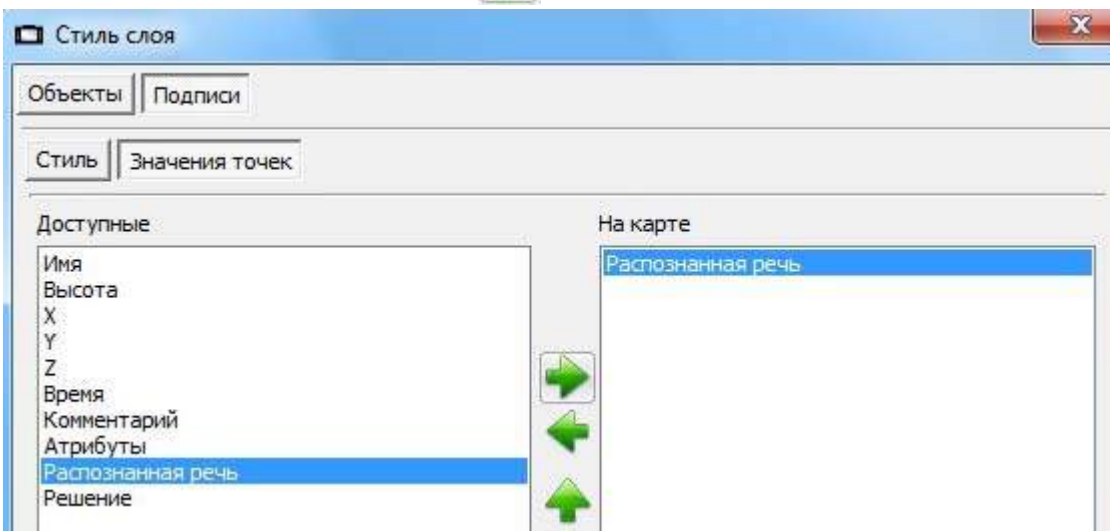 Стиль слоя
Объекты Подписи
Стиль Значения точек
Доступные На карте
Имя Распознанная речь
Высота
X
Y
Z
Время
Комментарий
Атрибуты
Распознанная речь
Решение